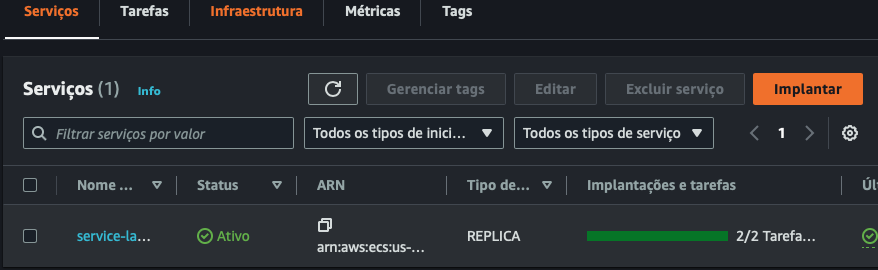 Serviços Tarefas Infraestrutura Métricas Tags
Serviços (1) Info Gerenciar tags Editar Excluir serviço Implantar
Filtrar serviços por valor Todos os tipos de inici... Todos os tipos de serviço 1
Nome ... Status ARN Tipo de... Implantações e tarefas Últ
service-la... Ativo arn:aws:ecs:us-... REPLICA 2/2 Tarefa...